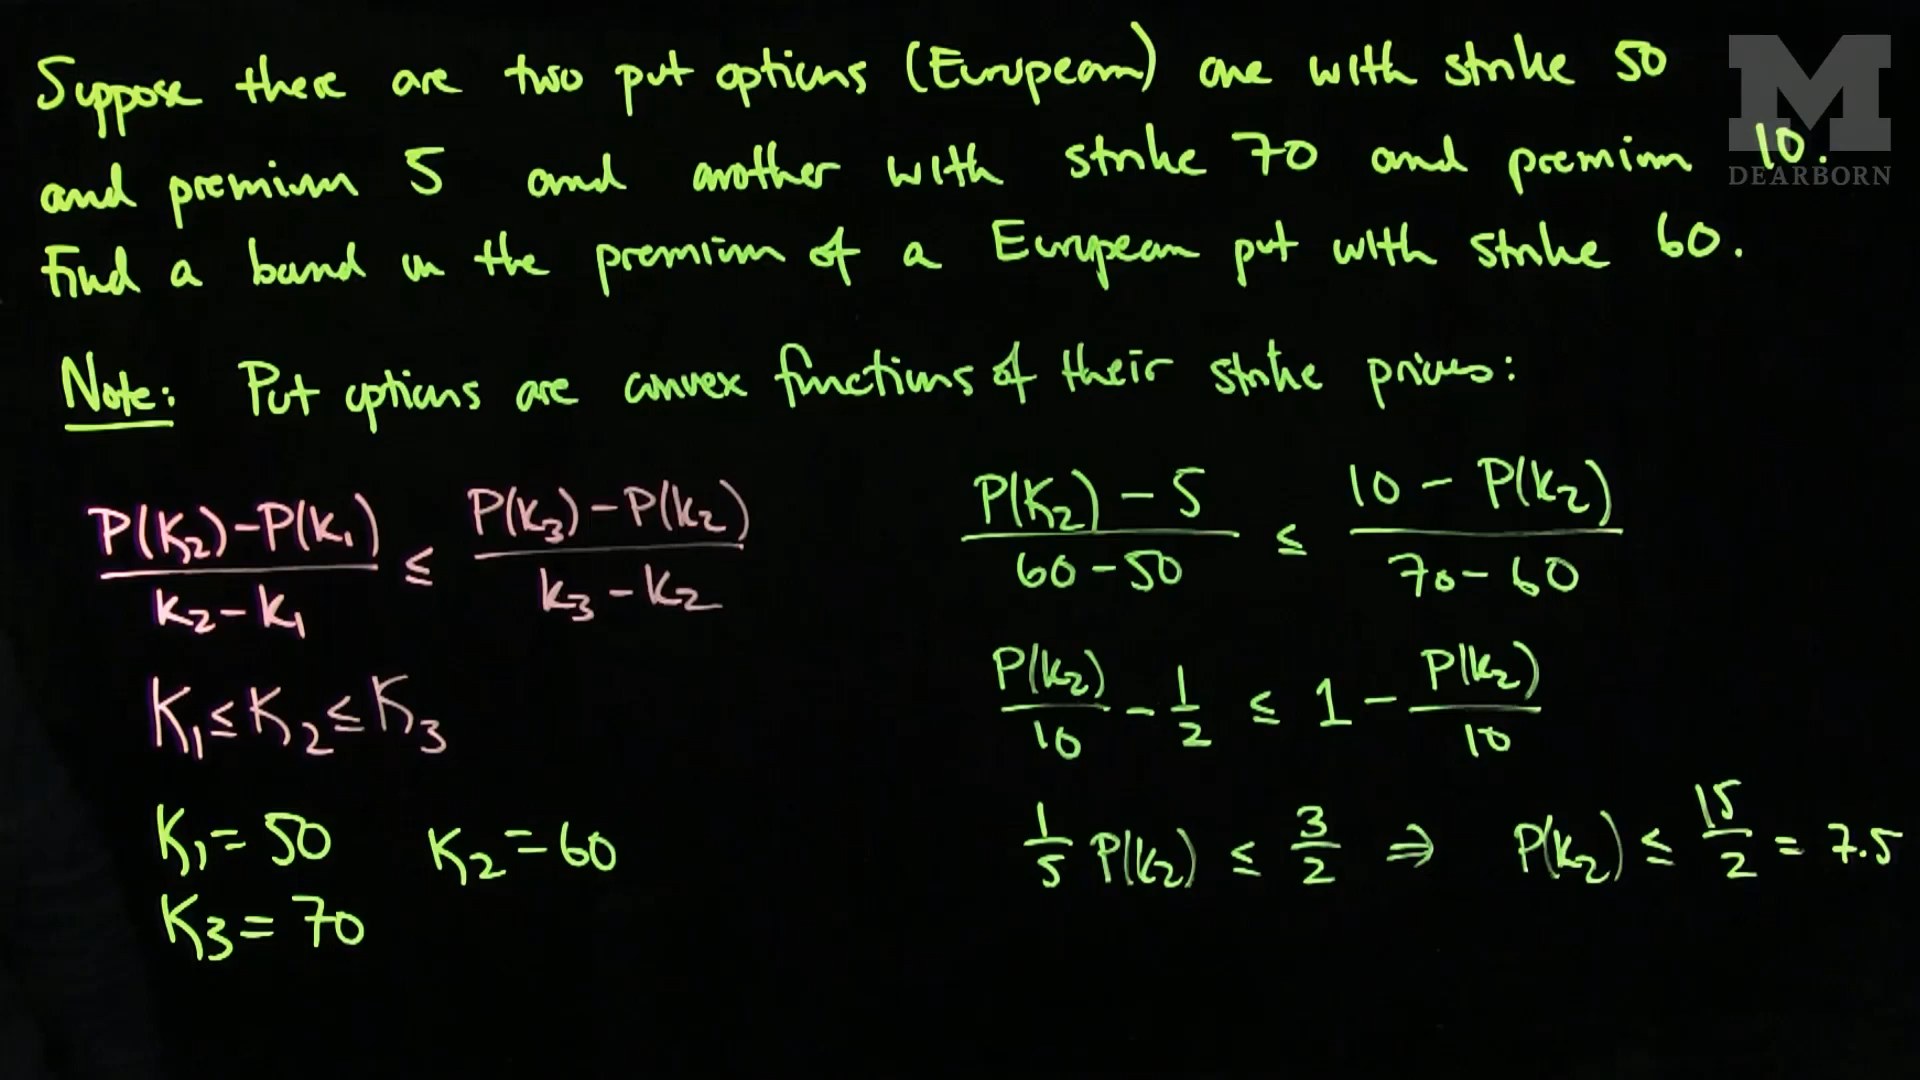 Suppose there are two put options (European) one with strike 50
and premium 5 and another with strike 70 and premium 10.
Find a bound on the premium of a European put with strike 60.
Note: Put options are convex functions of their strike prices:
(P(K₂) - P(K₁))/(K₂ - K₁) ≤ (P(K₃) - P(K₂))/(K₃ - K₂)
K₁ ≤ K₂ ≤ K₃
K₁ = 50 K₂ = 60
K₃ = 70
(P(K₂) - 5)/(60 - 50) ≤ (10 - P(K₂))/(70 - 60)
P(K₂)/10 - 1/2 ≤ 1 - P(K₂)/10
1/5 P(K₂) ≤ 3/2 ⇒ P(K₂) ≤ 15/2 = 7.5
M
DEARBORN